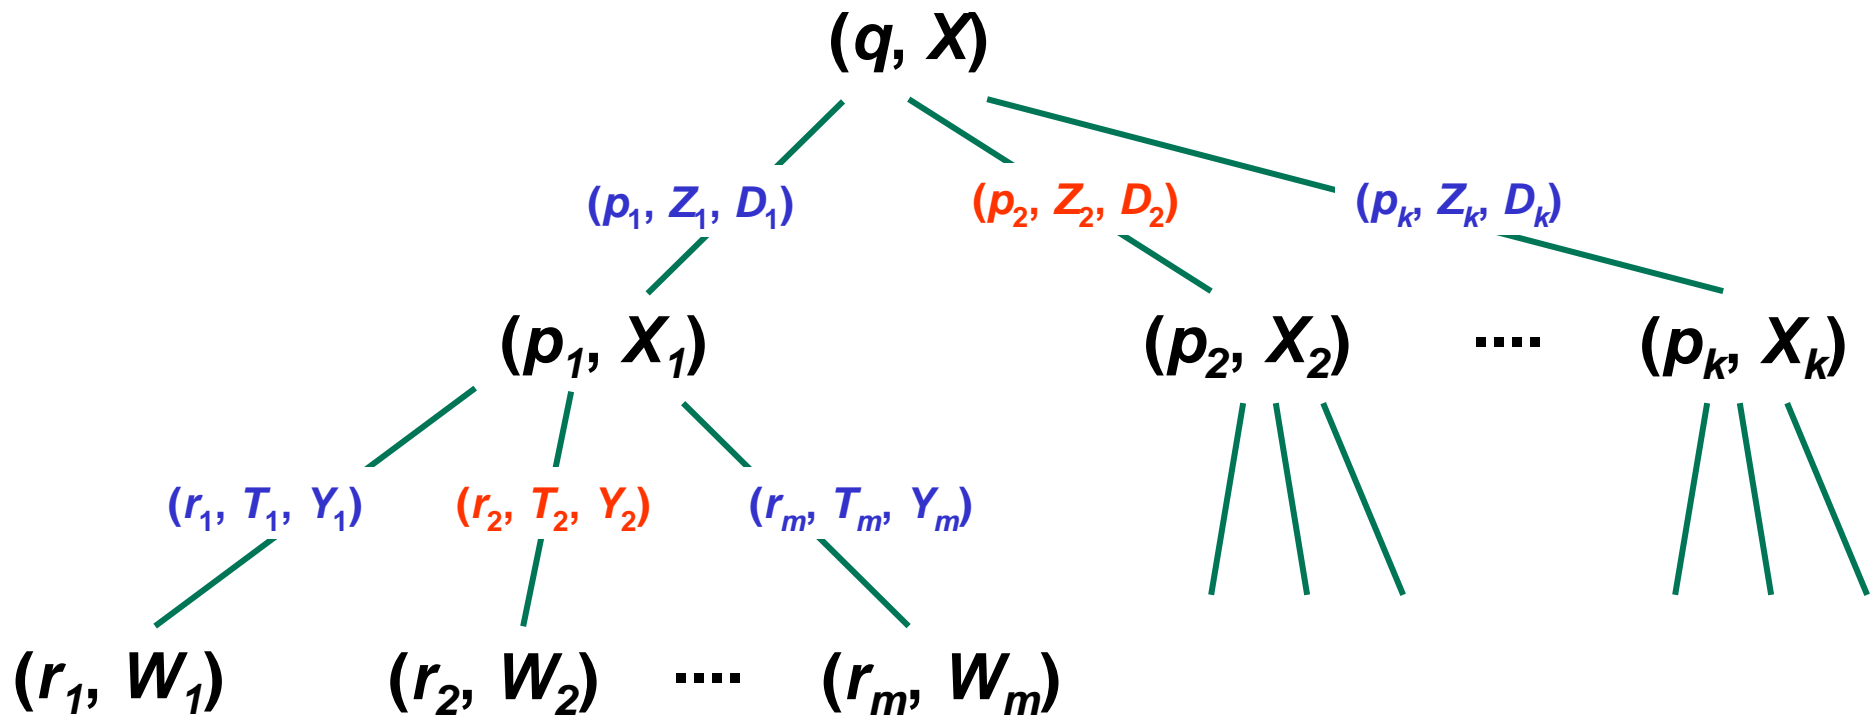 (q, X)
(p₁, Z₁, D₁) (p₂, Z₂, D₂) (pₖ, Zₖ, Dₖ)
(p₁, X₁) (p₂, X₂) ···· (pₖ, Xₖ)
(r₁, T₁, Y₁) (r₂, T₂, Y₂) (rₘ, Tₘ, Yₘ)
(r₁, W₁) (r₂, W₂) ···· (rₘ, Wₘ)